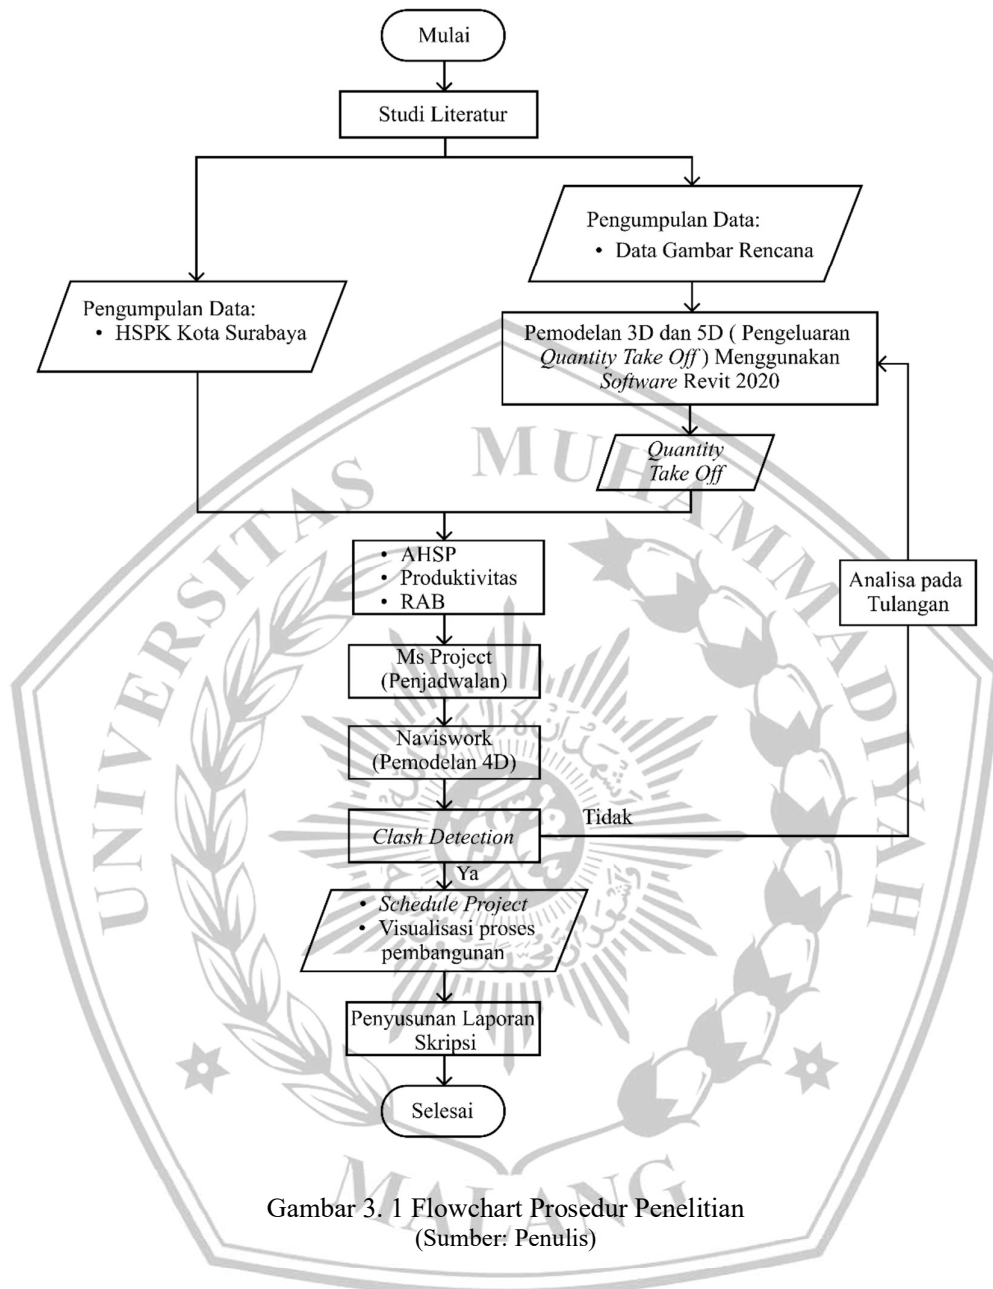 Mulai
Studi Literatur
Pengumpulan Data:
• Data Gambar Rencana
Pengumpulan Data:
• HSPK Kota Surabaya
Pemodelan 3D dan 5D ( Pengeluaran
Quantity Take Off ) Menggunakan
Software Revit 2020
Quantity
Take Off
• AHSP
• Produktivitas
• RAB
Analisa pada
Tulangan
Ms Project
(Penjadwalan)
Naviswork
(Pemodelan 4D)
Clash Detection
Tidak
Ya
• Schedule Project
• Visualisasi proses
pembangunan
Penyusunan Laporan
Skripsi
Selesai
UNIVERSITAS MUHAMMADIYAH
MALANG
Gambar 3. 1 Flowchart Prosedur Penelitian
(Sumber: Penulis)